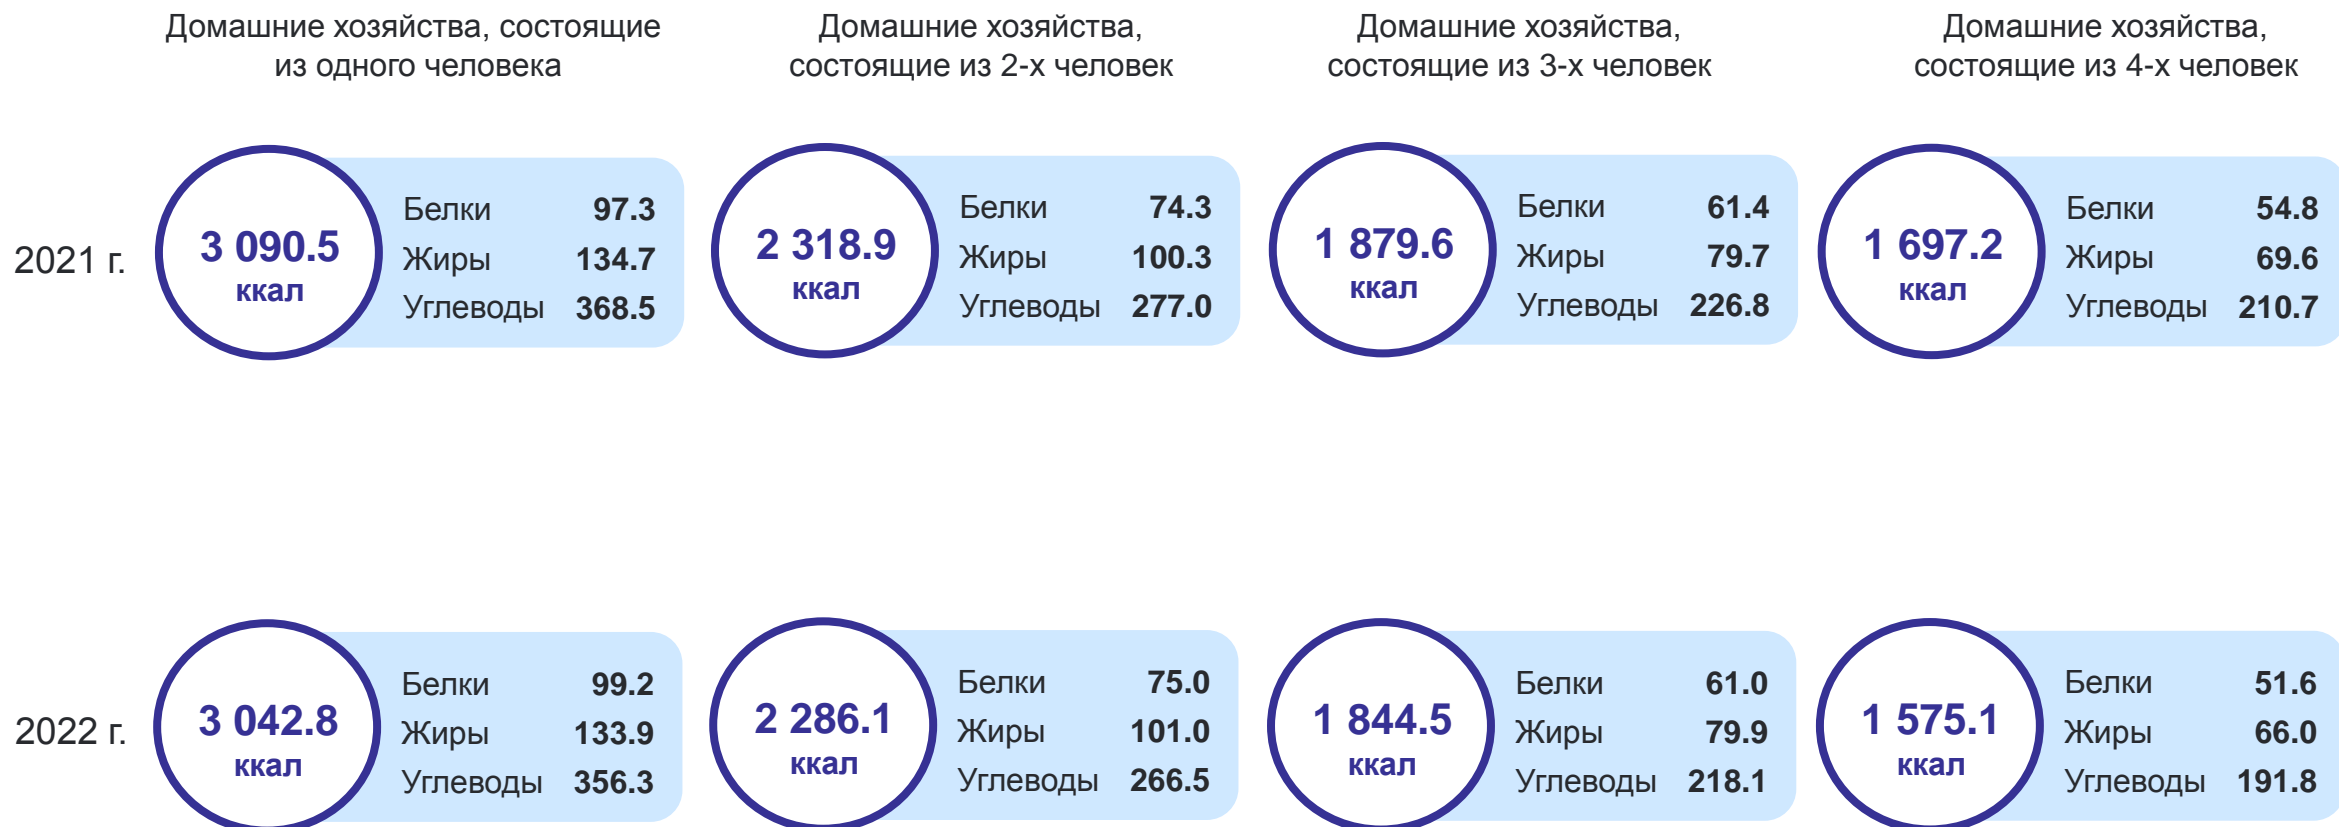 Домашние хозяйства, состоящие
из одного человека
Домашние хозяйства,
состоящие из 2-х человек
Домашние хозяйства,
состоящие из 3-х человек
Домашние хозяйства,
состоящие из 4-х человек
2021 г.
3 090.5
ккал
Белки 97.3
Жиры 134.7
Углеводы 368.5
2 318.9
ккал
Белки 74.3
Жиры 100.3
Углеводы 277.0
1 879.6
ккал
Белки 61.4
Жиры 79.7
Углеводы 226.8
1 697.2
ккал
Белки 54.8
Жиры 69.6
Углеводы 210.7
2022 г.
3 042.8
ккал
Белки 99.2
Жиры 133.9
Углеводы 356.3
2 286.1
ккал
Белки 75.0
Жиры 101.0
Углеводы 266.5
1 844.5
ккал
Белки 61.0
Жиры 79.9
Углеводы 218.1
1 575.1
ккал
Белки 51.6
Жиры 66.0
Углеводы 191.8